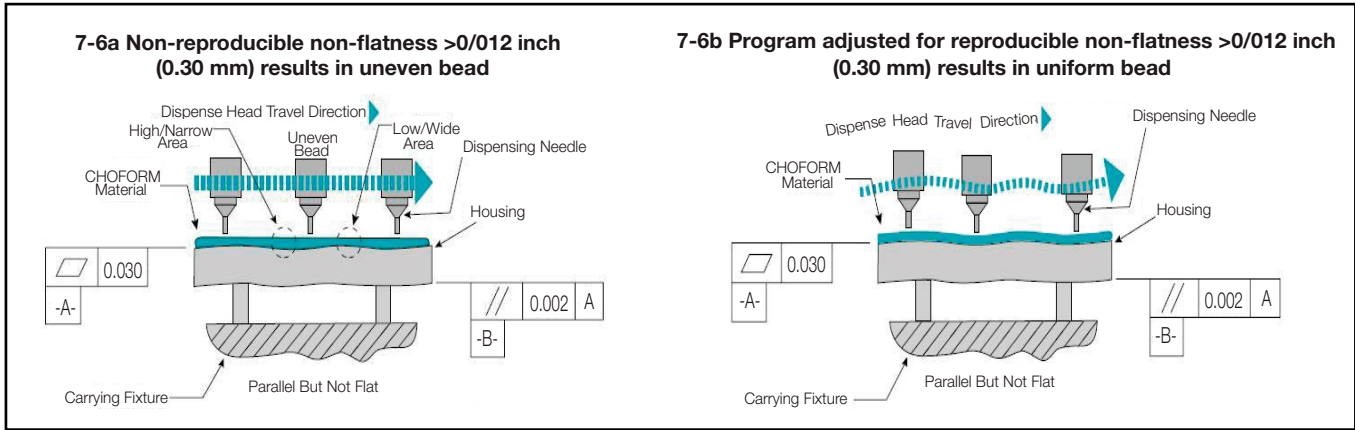 7-6a Non-reproducible non-flatness >0/012 inch
(0.30 mm) results in uneven bead
Dispense Head Travel Direction
High/Narrow
Area
Uneven
Bead
Low/Wide
Area
Dispensing Needle
CHOFORM
Material
Housing
0.030
-A-
// 0.002 A
-B-
Carrying Fixture
Parallel But Not Flat
7-6b Program adjusted for reproducible non-flatness >0/012 inch
(0.30 mm) results in uniform bead
Dispense Head Travel Direction
Dispensing Needle
CHOFORM
Material
Housing
0.030
-A-
// 0.002 A
-B-
Carrying Fixture
Parallel But Not Flat